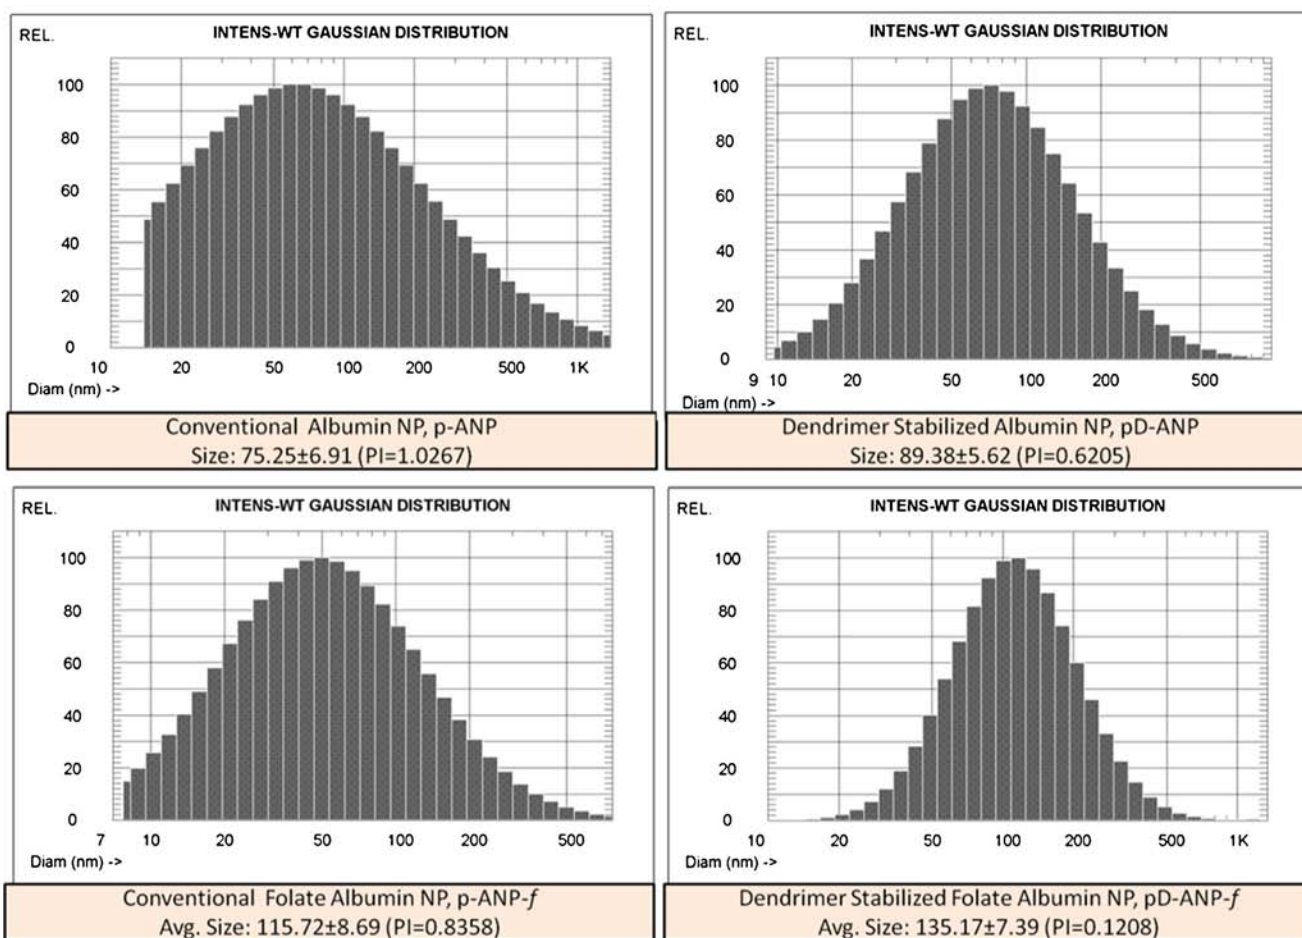 REL. INTENS-WT GAUSSIAN DISTRIBUTION
100
80
60
40
20
0
10 20 50 100 200 500 1K
Diam (nm) ->
Conventional Albumin NP, p-ANP
Size: 75.25±6.91 (PI=1.0267)
REL. INTENS-WT GAUSSIAN DISTRIBUTION
100
80
60
40
20
0
9 10 20 50 100 200 500
Diam (nm) ->
Dendrimer Stabilized Albumin NP, pD-ANP
Size: 89.38±5.62 (PI=0.6205)
REL. INTENS-WT GAUSSIAN DISTRIBUTION
100
80
60
40
20
0
7 10 20 50 100 200 500
Diam (nm) ->
Conventional Folate Albumin NP, p-ANP-f
Avg. Size: 115.72±8.69 (PI=0.8358)
REL. INTENS-WT GAUSSIAN DISTRIBUTION
100
80
60
40
20
0
10 20 50 100 200 500 1K
Diam (nm) ->
Dendrimer Stabilized Folate Albumin NP, pD-ANP-f
Avg. Size: 135.17±7.39 (PI=0.1208)